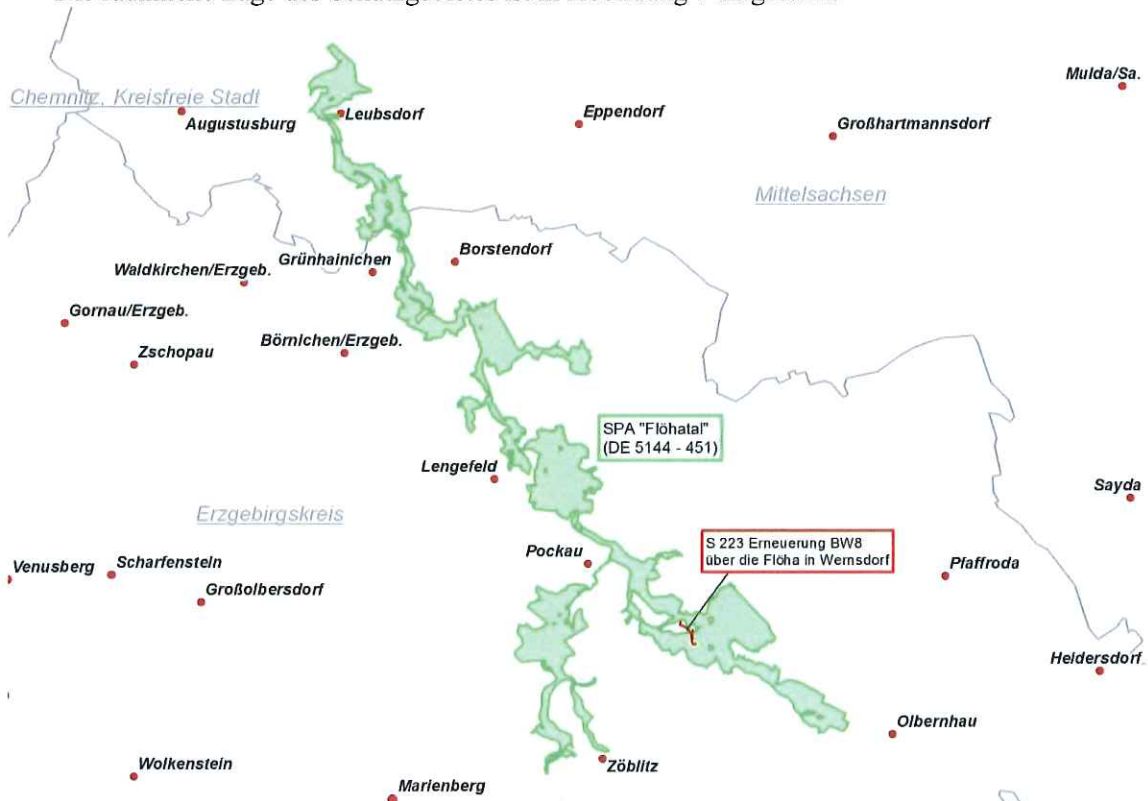 Mulda/Sa.
Chemnitz, Kreisfreie Stadt
Augustusburg
Leubsdorf
Eppendorf
Großhartmannsdorf
Mittelsachsen
Borstendorf
Grünhainichen
Waldkirchen/Erzgeb.
Gornau/Erzgeb.
Börnichen/Erzgeb.
Zschopau
SPA "Flöhatal"
(DE 5144 - 451)
Lengefeld
Sayda
Erzgebirgskreis
S 223 Erneuerung BW8
über die Flöha in Wernsdorf
Pockau
Venusberg
Scharfenstein
Pfaffroda
Großolbersdorf
Heidersdorf
Olbernhau
Wolkenstein
Zöblitz
Marienberg